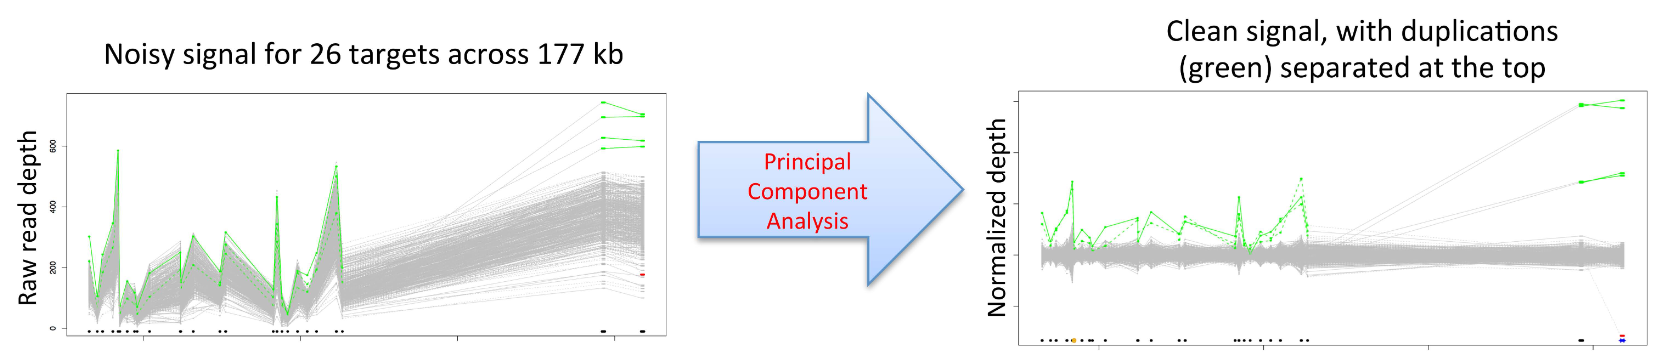 Noisy signal for 26 targets across 177 kb
Raw read depth
600
400
200
0
Principal
Component
Analysis
Clean signal, with duplications
(green) separated at the top
Normalized depth